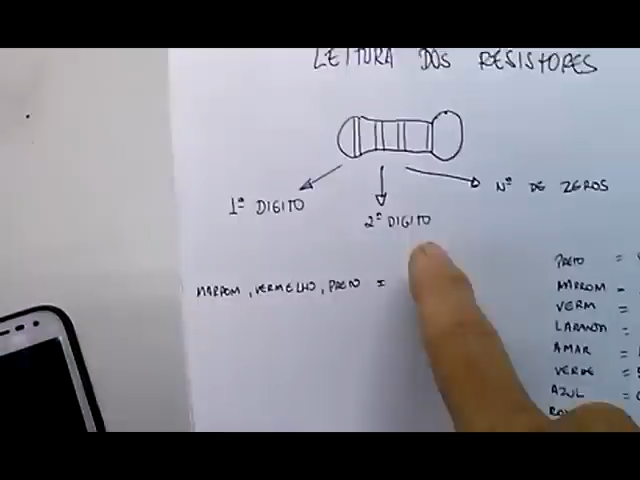 LEITURA DOS RESISTORES
1º DIGITO
2º DIGITO
Nº DE ZEROS
MARROM, VERMELHO, PRETO =
PRETO =
MARROM =
VERM =
LARANJA =
AMAR =
VERDE = 5
AZUL =